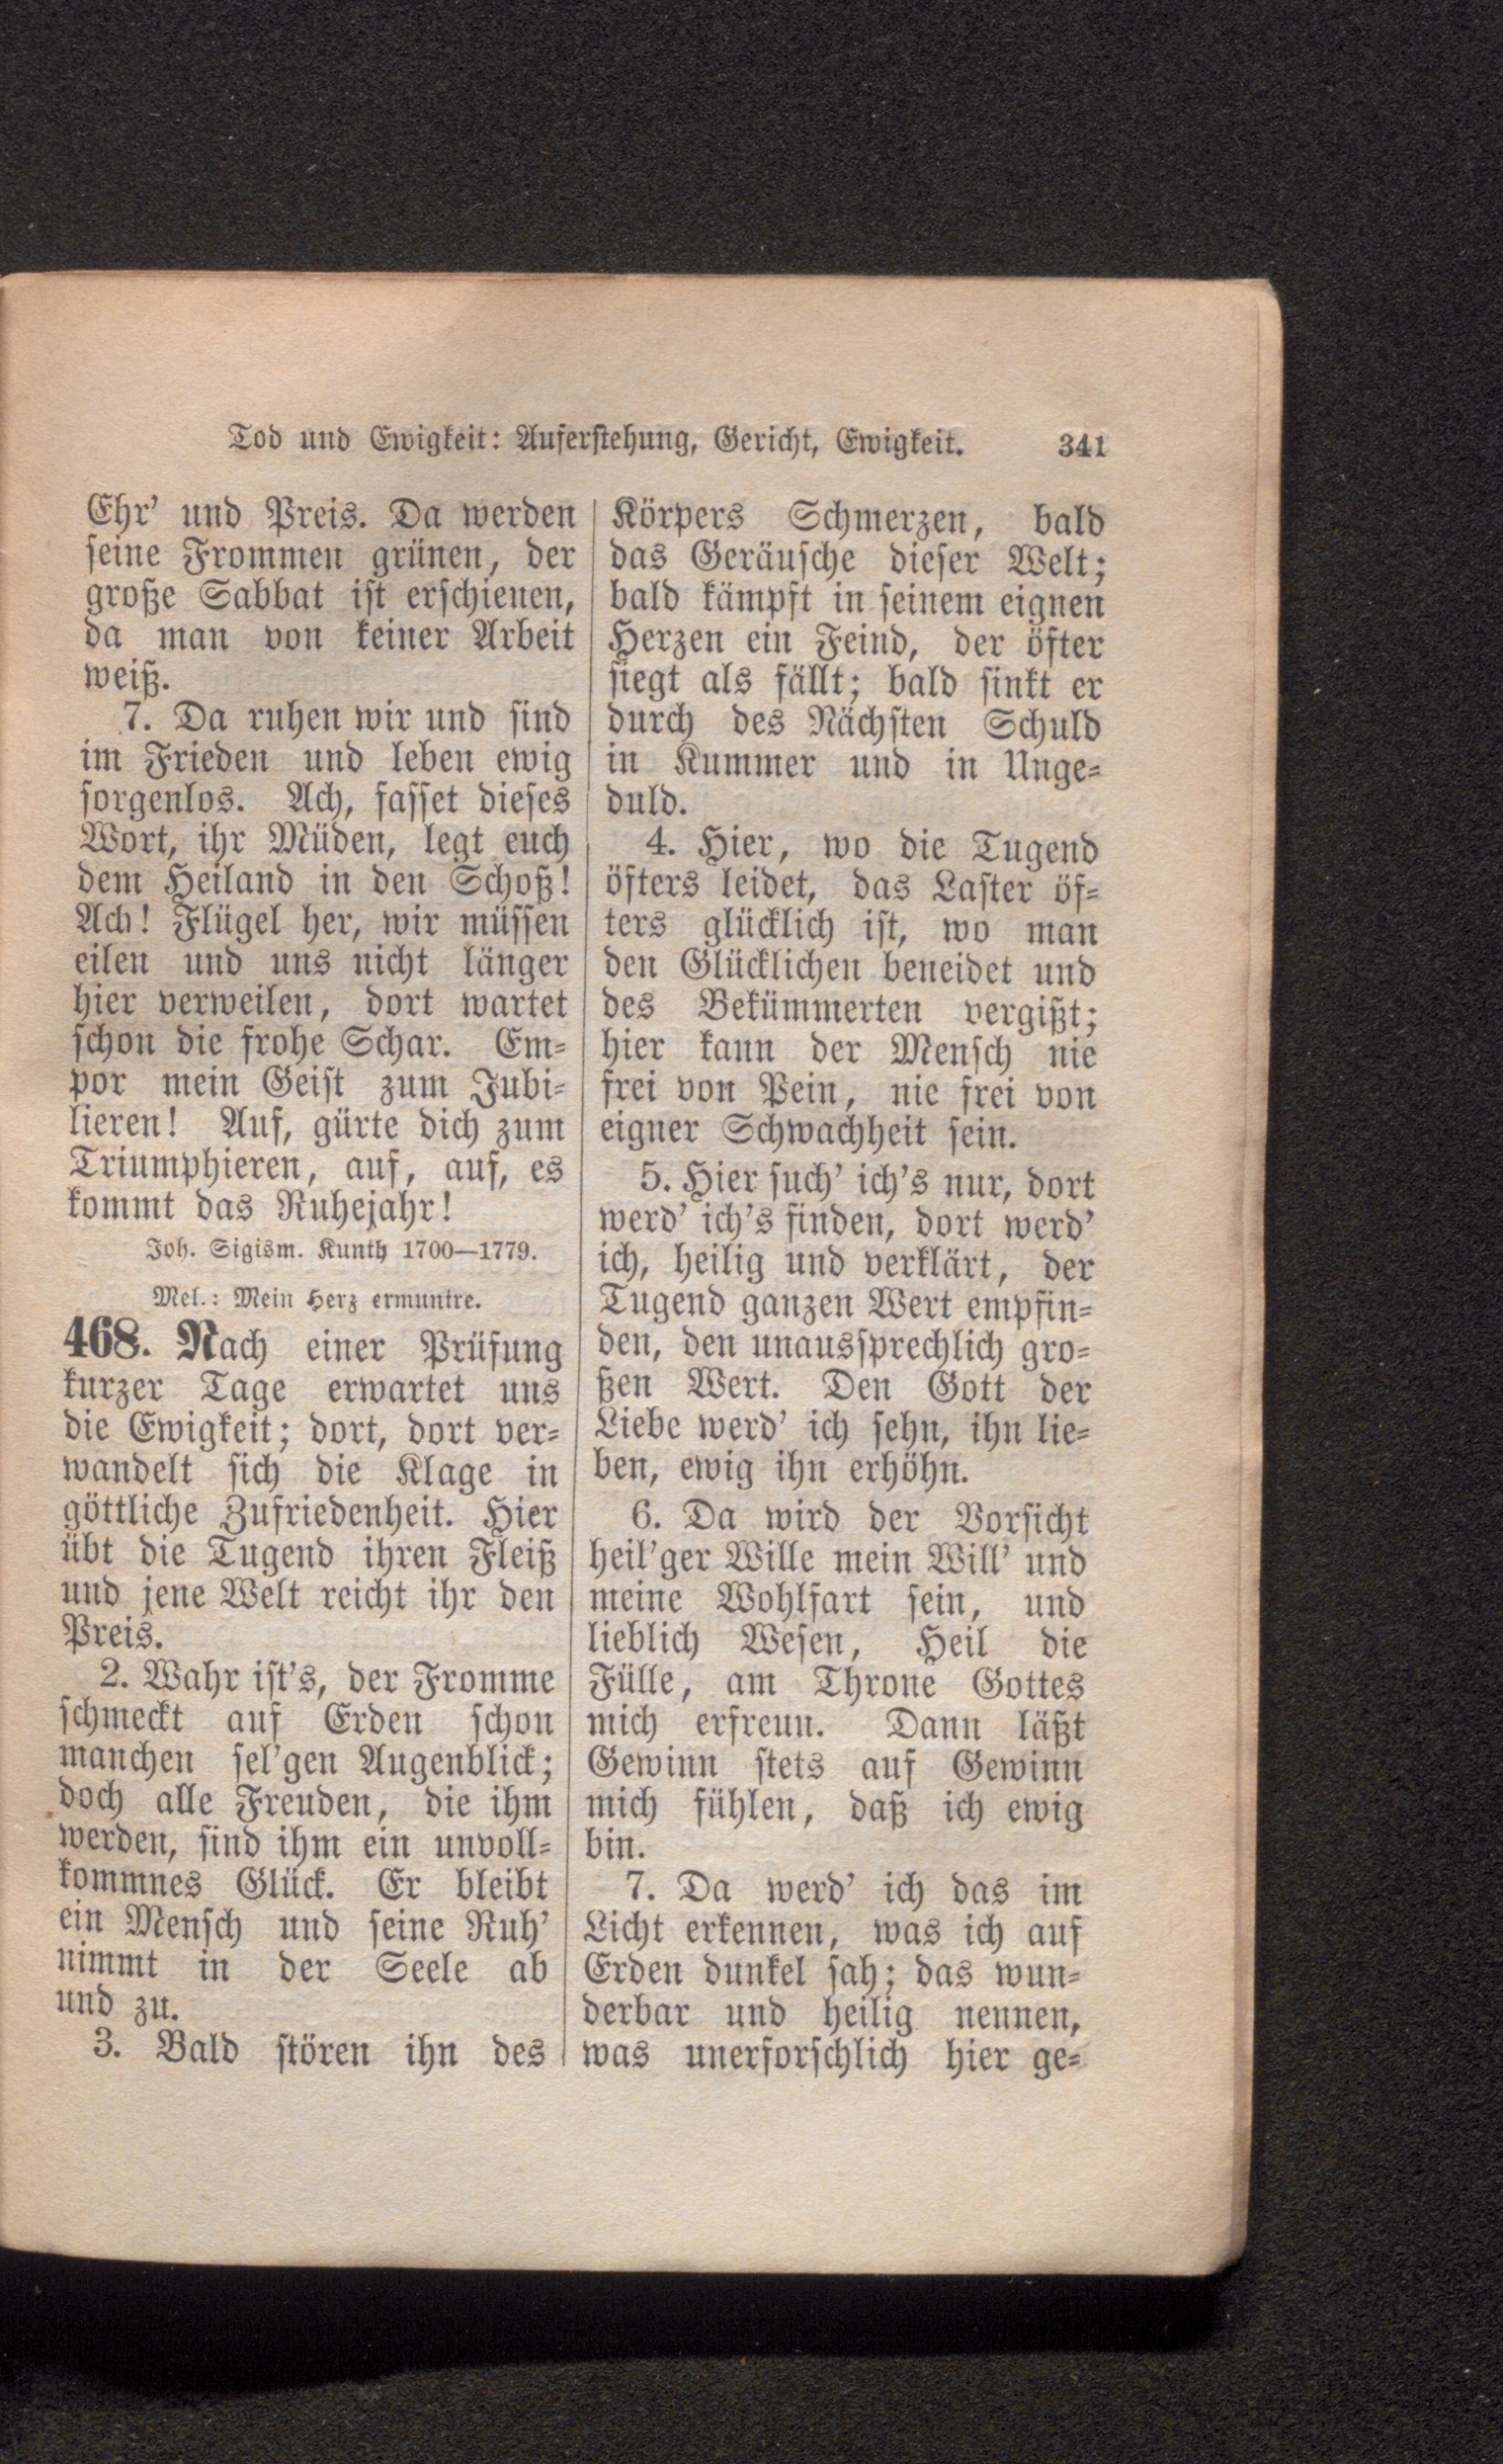 Tod und Ewigkeit: Auferstehung, Gericht, Ewigkeit. 341
Ehr' und Preis. Da werden
seine Frommen grünen, der
große Sabbat ist erschienen,
da man von keiner Arbeit
weiß.
7. Da ruhen wir und sind
im Frieden und leben ewig
sorgenlos. Ach, fasset dieses
Wort, ihr Müden, legt euch
dem Heiland in den Schoß!
Ach! Flügel her, wir müssen
eilen und uns nicht länger
hier verweilen, dort wartet
schon die frohe Schar. Em-
por mein Geist zum Jubi-
lieren! Auf, gürte dich zum
Triumphieren, auf, auf, es
kommt das Ruhejahr!
Joh. Sigism. Kunth 1700—1779.
Mel.: Mein Herz ermuntre.
468. Nach einer Prüfung
kurzer Tage erwartet uns
die Ewigkeit; dort, dort ver-
wandelt sich die Klage in
göttliche Zufriedenheit. Hier
übt die Tugend ihren Fleiß
und jene Welt reicht ihr den
Preis.
2. Wahr ist's, der Fromme
schmeckt auf Erden schon
manchen sel'gen Augenblick;
doch alle Freuden, die ihm
werden, sind ihm ein unvoll-
kommnes Glück. Er bleibt
ein Mensch und seine Ruh'
nimmt in der Seele ab
und zu.
3. Bald stören ihn des
Körpers Schmerzen, bald
das Geräusche dieser Welt;
bald kämpft in seinem eignen
Herzen ein Feind, der öfter
siegt als fällt; bald sinkt er
durch des Nächsten Schuld
in Kummer und in Unge-
duld.
4. Hier, wo die Tugend
öfters leidet, das Laster öf-
ters glücklich ist, wo man
den Glücklichen beneidet und
des Bekümmerten vergißt;
hier kann der Mensch nie
frei von Pein, nie frei von
eigner Schwachheit sein.
5. Hier such' ich's nur, dort
werd' ich's finden, dort werd'
ich, heilig und verklärt, der
Tugend ganzen Wert empfin-
den, den unaussprechlich gro-
ßen Wert. Den Gott der
Liebe werd' ich sehn, ihn lie-
ben, ewig ihn erhöhn.
6. Da wird der Vorsicht
heil'ger Wille mein Will' und
meine Wohlfart sein, und
lieblich Wesen, Heil die
Fülle, am Throne Gottes
mich erfreun. Dann läßt
Gewinn stets auf Gewinn
mich fühlen, daß ich ewig
bin.
7. Da werd' ich das im
Licht erkennen, was ich auf
Erden dunkel sah; das wun-
derbar und heilig nennen,
was unerforschlich hier ge-